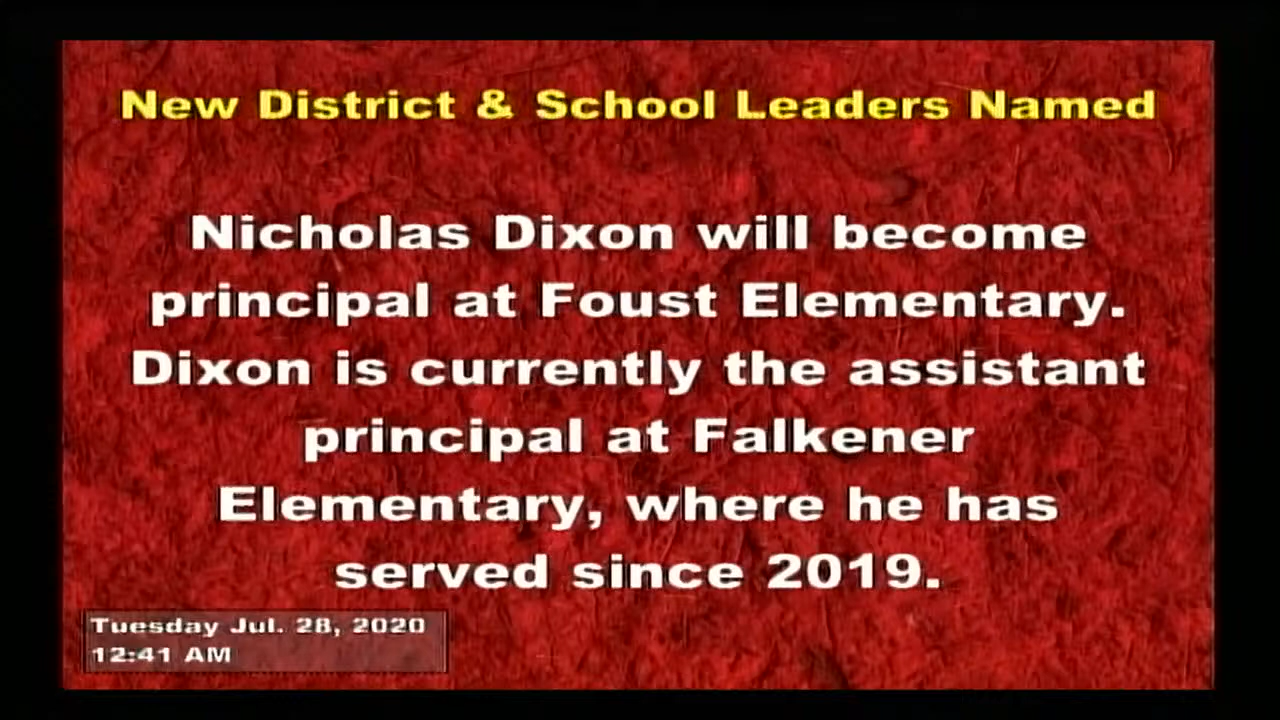 New District & School Leaders Named
Nicholas Dixon will become
principal at Foust Elementary.
Dixon is currently the assistant
principal at Falkener
Elementary, where he has
served since 2019.
Tuesday Jul. 28, 2020
12:41 AM